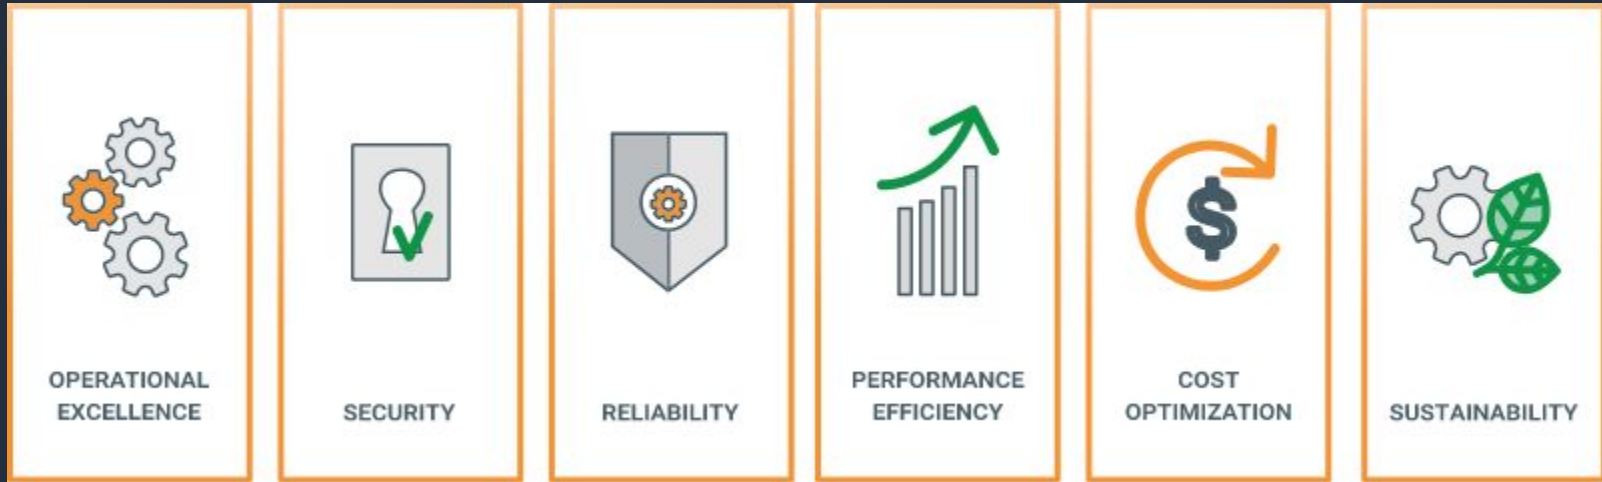 OPERATIONAL
EXCELLENCE
SECURITY
RELIABILITY
PERFORMANCE
EFFICIENCY
COST
OPTIMIZATION
SUSTAINABILITY